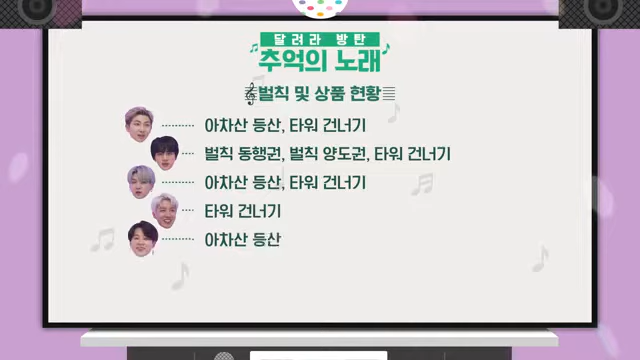 달려라 방탄
추억의 노래
벌칙 및 상품 현황
아차산 등산, 타워 건너기
벌칙 동행권, 벌칙 양도권, 타워 건너기
아차산 등산, 타워 건너기
타워 건너기
아차산 등산